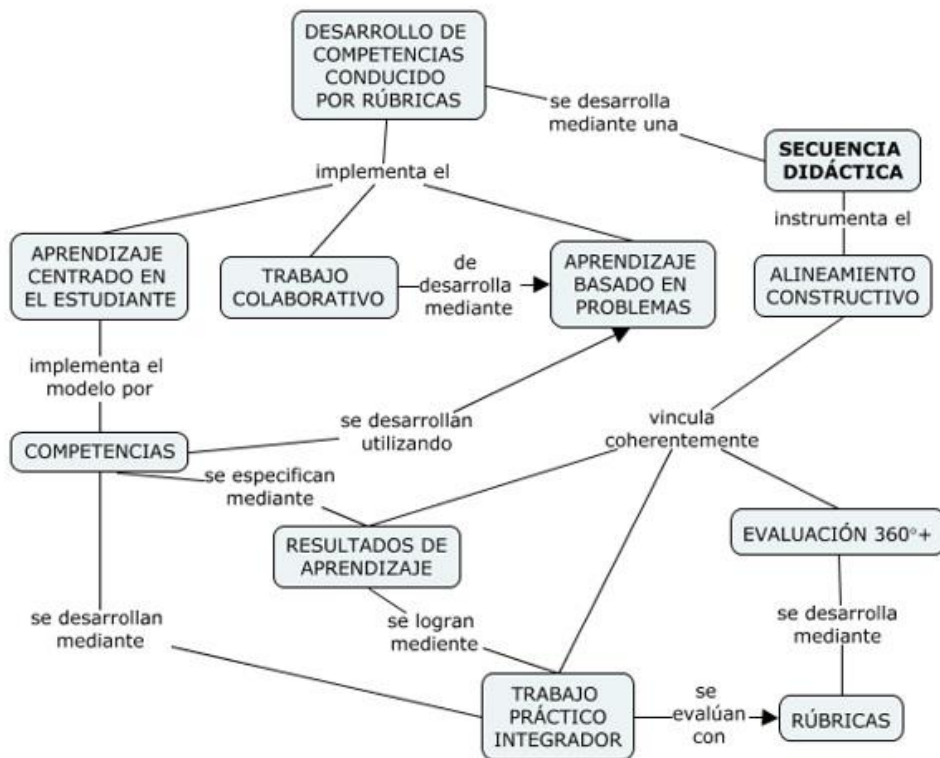 DESARROLLO DE
COMPETENCIAS
CONDUCIDO
POR RÚBRICAS
se desarrolla
mediante una
SECUENCIA
DIDÁCTICA
implementa el
instrumenta el
APRENDIZAJE
CENTRADO EN
EL ESTUDIANTE
TRABAJO
COLABORATIVO
de
desarrolla
mediante
APRENDIZAJE
BASADO EN
PROBLEMAS
ALINEAMIENTO
CONSTRUCTIVO
implementa el
modelo por
se desarrollan
utilizando
vincula
coherentemente
COMPETENCIAS
se especifican
mediante
RESULTADOS DE
APRENDIZAJE
EVALUACIÓN 360°+
se desarrollan
mediante
se logran
mediente
se desarrolla
mediante
TRABAJO
PRÁCTICO
INTEGRADOR
se
evalúan
con
RÚBRICAS